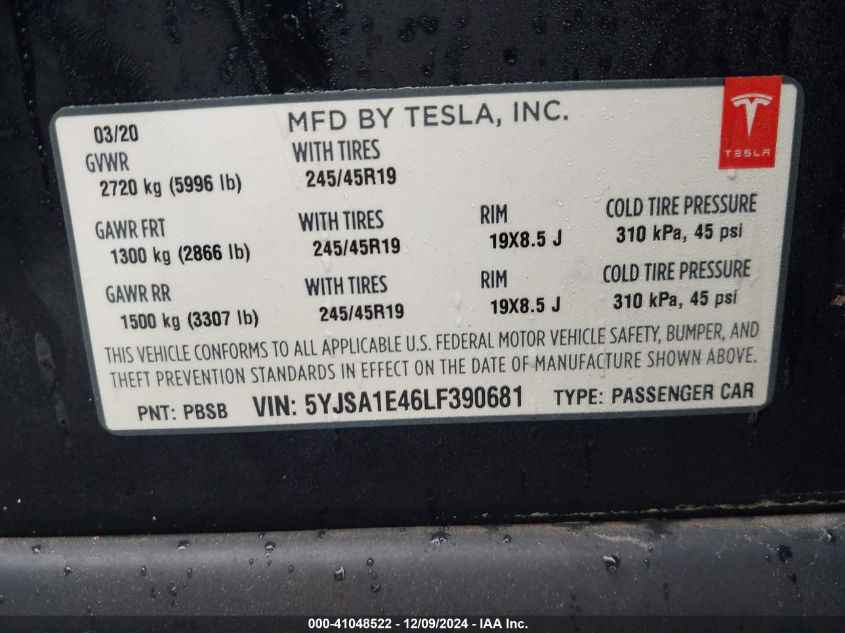 03/20 MFD BY TESLA, INC.
TESLA
GVWR WITH TIRES
2720 kg (5996 lb) 245/45R19
GAWR FRT WITH TIRES RIM COLD TIRE PRESSURE
1300 kg (2866 lb) 245/45R19 19X8.5 J 310 kPa, 45 psi
GAWR RR WITH TIRES RIM COLD TIRE PRESSURE
1500 kg (3307 lb) 245/45R19 19X8.5 J 310 kPa, 45 psi
THIS VEHICLE CONFORMS TO ALL APPLICABLE U.S. FEDERAL MOTOR VEHICLE SAFETY, BUMPER, AND
THEFT PREVENTION STANDARDS IN EFFECT ON THE DATE OF MANUFACTURE SHOWN ABOVE.
PNT: PBSB VIN: 5YJSA1E46LF390681 TYPE: PASSENGER CAR
000-41048522 - 12/09/2024 - IAA Inc.